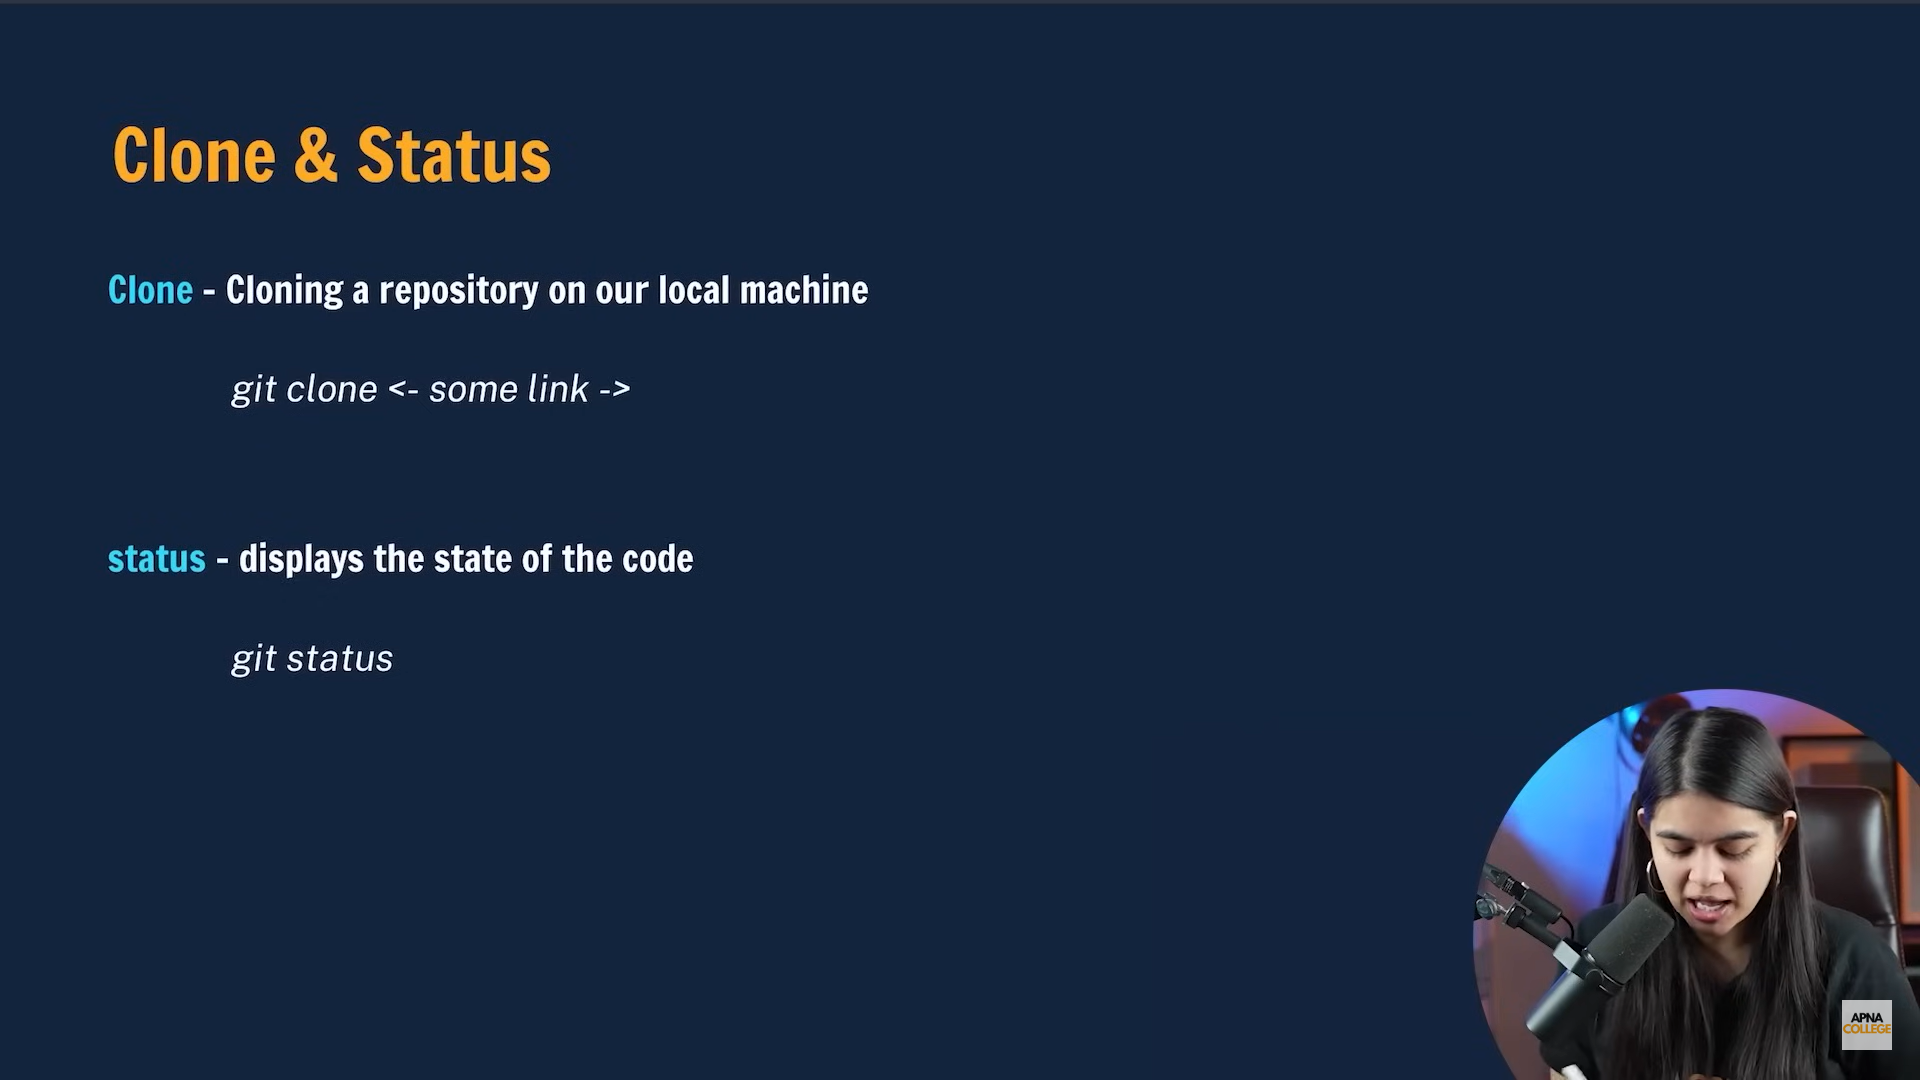 Clone & Status
Clone - Cloning a repository on our local machine
git clone <- some link ->
status - displays the state of the code
git status
APNA
COLLEGE